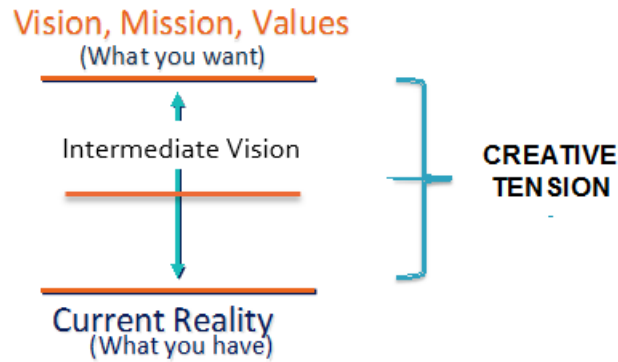 Vision, Mission, Values
(What you want)
Intermediate Vision
CREATIVE
TENSION
Current Reality
(What you have)